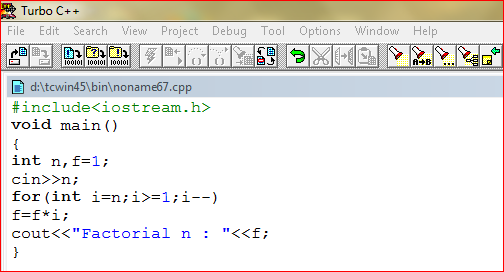 Turbo C++
File Edit Search View Project Debug Tool Options Window Help
d:\tcwin45\bin\noname67.cpp
#include<iostream.h>
void main()
{
int n,f=1;
cin>>n;
for(int i=n;i>=1;i--)
f=f*i;
cout<<"Factorial n : "<<f;
}